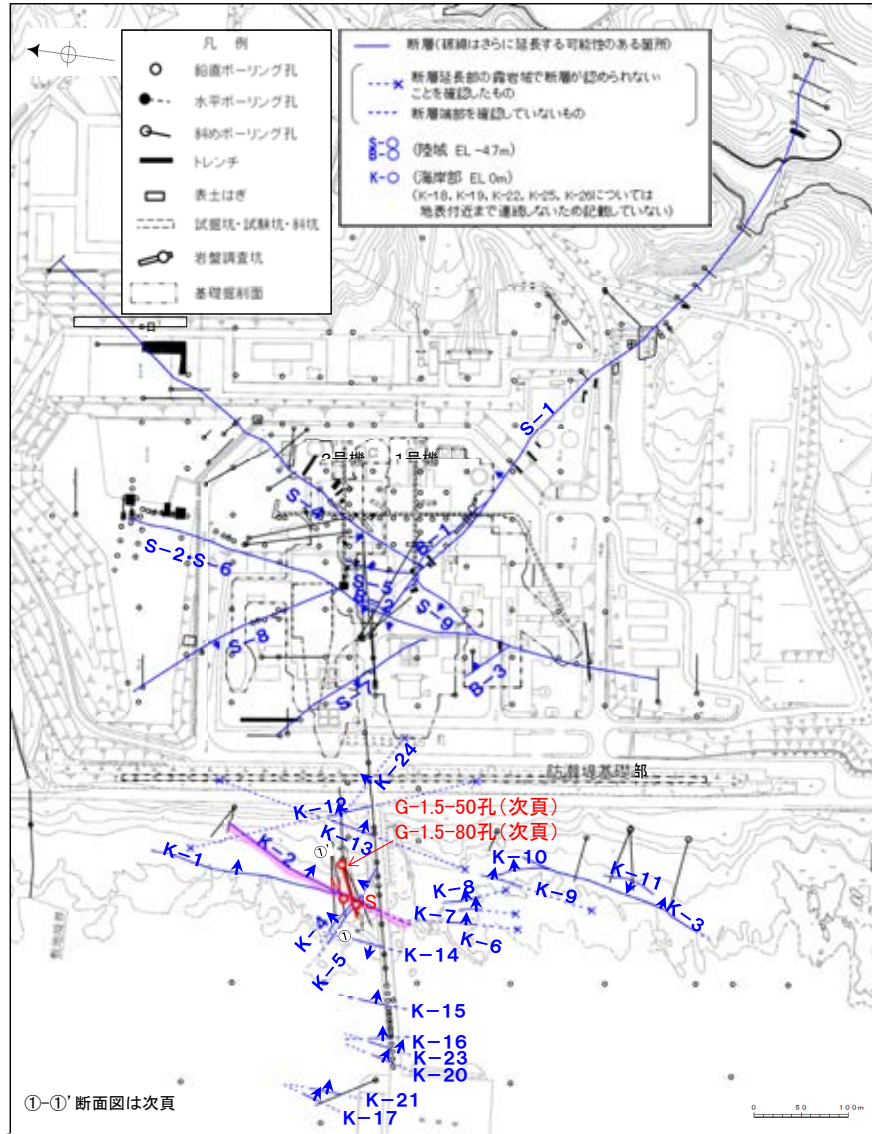 凡 例
鉛直ボーリング孔
水平ボーリング孔
斜めボーリング孔
トレンチ
表土はぎ
試掘坑・試験坑・斜坑
岩盤調査坑
基礎掘削面
断層(破線はさらに延長する可能性のある箇所)
断層延長部の露岩域で断層が認められない
ことを確認したもの
断層端部を確認していないもの
S-○
B-○
(陸域 EL -4.7m)
K-○
(海岸部 EL 0m)
(K-18, K-19, K-22, K-25, K-26については
地表付近まで連続しないため記載していない)
S-1
2号機
1号機
S-4
B-1
S-2・S-6
S-5
B-2
S-9
S-8
B-3
S-7
K-24
防潮堤基礎部
K-12
G-1.5-50孔(次頁)
K-13
G-1.5-80孔(次頁)
K-1
K-2
①'
K-10
K-11
K-8
K-9
K-3
S
K-7
K-4
K-6
①
K-5
K-14
K-15
K-16
K-23
K-20
K-21
K-17
①-①' 断面図は次頁
0 50 100m